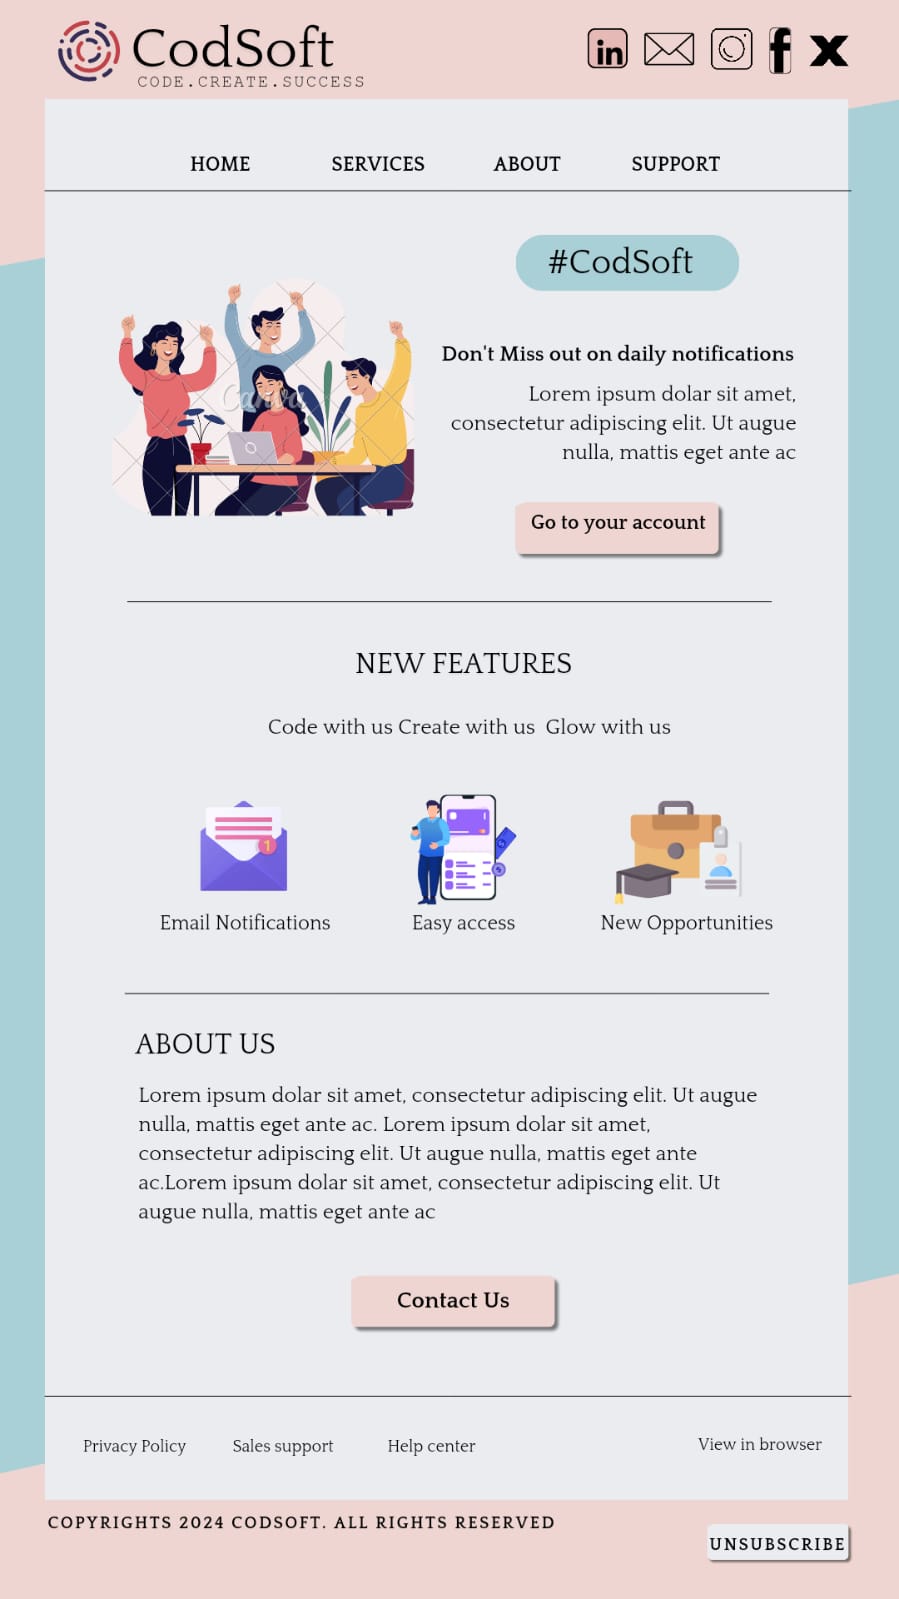 CodSoft
CODE.CREATE.SUCCESS
in
f
X
HOME SERVICES ABOUT SUPPORT
#CodSoft
Canva
Don't Miss out on daily notifications
Lorem ipsum dolar sit amet,
consectetur adipiscing elit. Ut augue
nulla, mattis eget ante ac
Go to your account
NEW FEATURES
Code with us Create with us Glow with us
1
Email Notifications Easy access New Opportunities
ABOUT US
Lorem ipsum dolar sit amet, consectetur adipiscing elit. Ut augue
nulla, mattis eget ante ac. Lorem ipsum dolar sit amet,
consectetur adipiscing elit. Ut augue nulla, mattis eget ante
ac.Lorem ipsum dolar sit amet, consectetur adipiscing elit. Ut
augue nulla, mattis eget ante ac
Contact Us
Privacy Policy Sales support Help center View in browser
COPYRIGHTS 2024 CODSOFT. ALL RIGHTS RESERVED
UNSUBSCRIBE